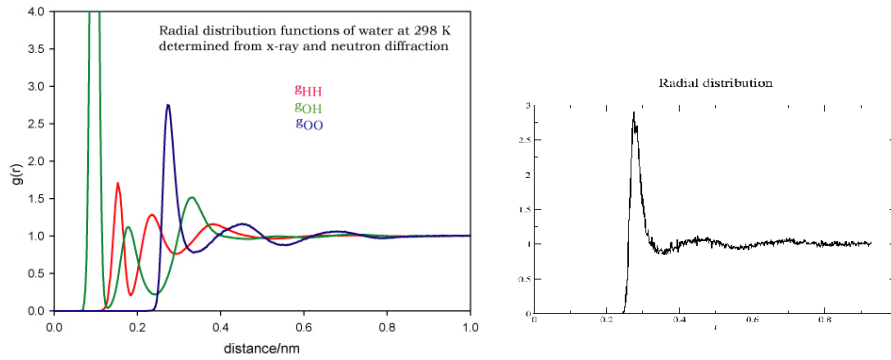 Radial distribution functions of water at 298 K
determined from x-ray and neutron diffraction
gHH
gOH
gOO
4.0
3.5
3.0
2.5
2.0
1.5
1.0
0.5
0.0
g(r)
0.0 0.2 0.4 0.6 0.8 1.0
distance/nm
Radial distribution
3
2.5
2
1.5
1
0.5
0
0 0.2 0.4 0.6 0.8